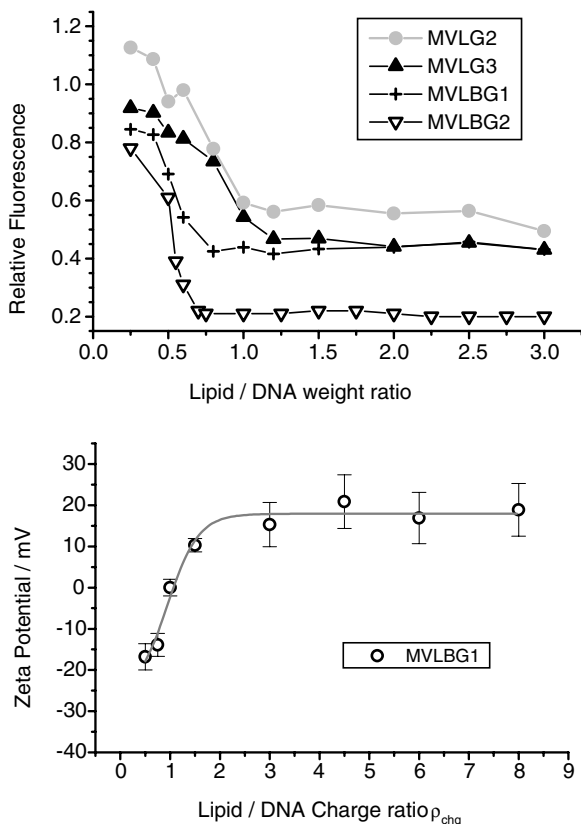 1.2
1.0
0.8
0.6
0.4
0.2
Relative Fluorescence
MVLG2
MVLG3
MVLBG1
MVLBG2
0.0 0.5 1.0 1.5 2.0 2.5 3.0
Lipid / DNA weight ratio
30
20
10
0
-10
-20
-30
-40
Zeta Potential / mV
MVLBG1
0 1 2 3 4 5 6 7 8 9
Lipid / DNA Charge ratio ρchg